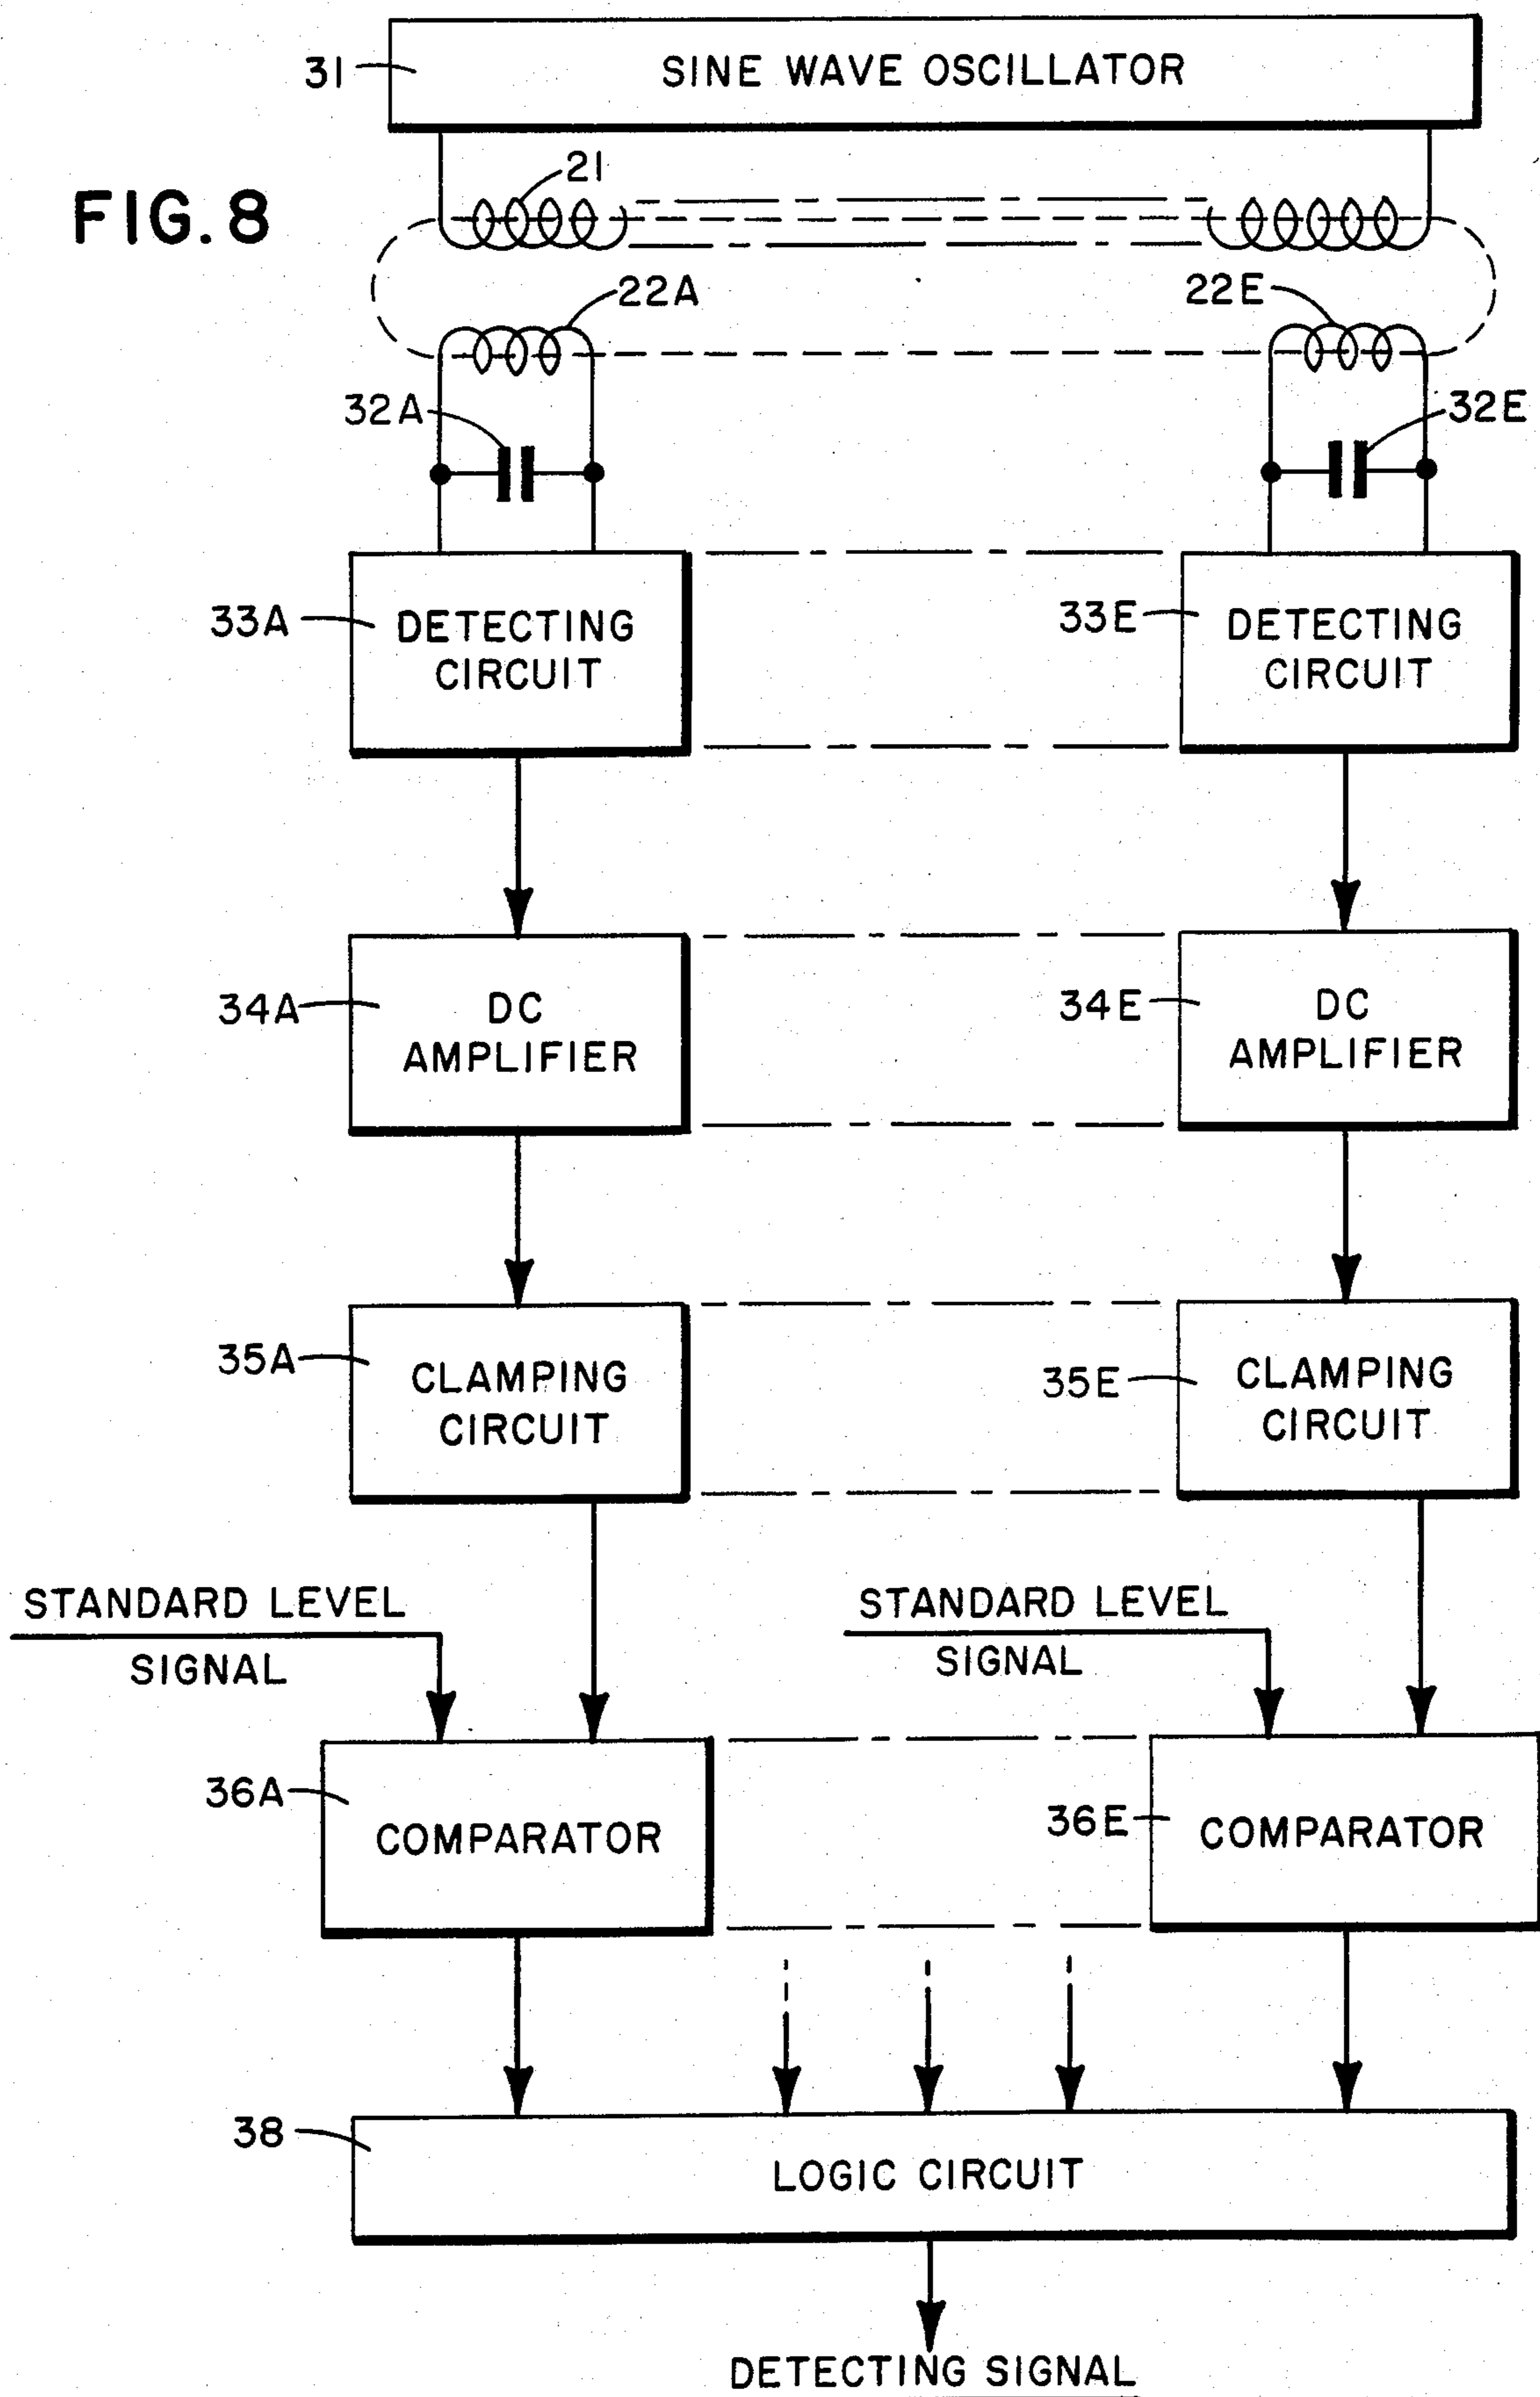 31
SINE WAVE OSCILLATOR
21
FIG. 8
22A
22E
32A
32E
33A
DETECTING
CIRCUIT
33E
DETECTING
CIRCUIT
34A
DC
AMPLIFIER
34E
DC
AMPLIFIER
35A
CLAMPING
CIRCUIT
35E
CLAMPING
CIRCUIT
STANDARD LEVEL
SIGNAL
STANDARD LEVEL
SIGNAL
36A
COMPARATOR
36E
COMPARATOR
38
LOGIC CIRCUIT
DETECTING SIGNAL